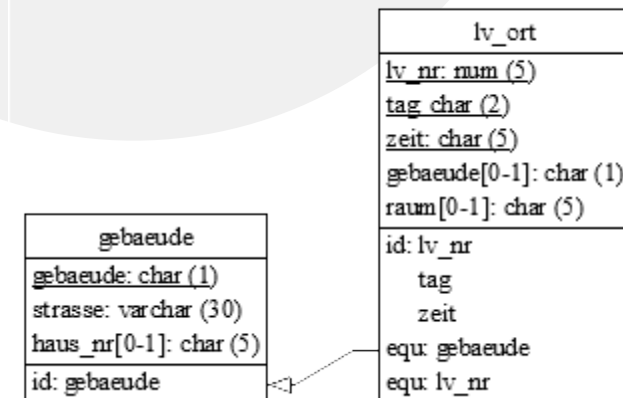 lv_ort
lv_nr: num (5)
tag char (2)
zeit: char (5)
gebaeude[0-1]: char (1)
raum[0-1]: char (5)
id: lv_nr
tag
zeit
equ: gebaeude
equ: lv_nr
gebaeude
gebaeude: char (1)
strasse: varchar (30)
haus_nr[0-1]: char (5)
id: gebaeude